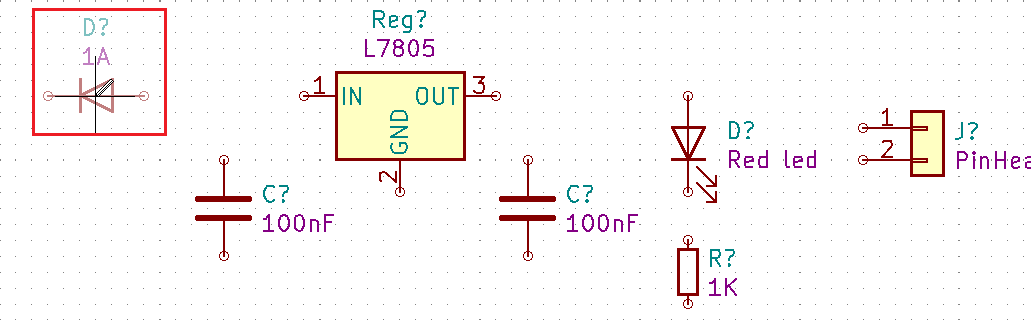 D?
1A
Reg?
L7805
1
IN
OUT
3
GND
2
C?
100nF
C?
100nF
D?
Red led
R?
1K
1
2
J?
PinHea